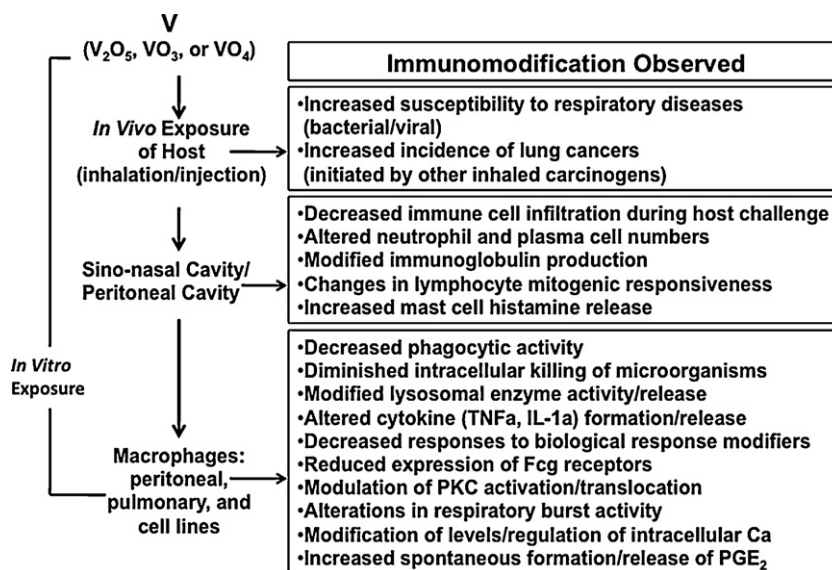 V
(V₂O₅, VO₃, or VO₄)
In Vivo Exposure
of Host
(inhalation/injection)
Sino-nasal Cavity/
Peritoneal Cavity
In Vitro
Exposure
Macrophages:
peritoneal,
pulmonary, and
cell lines
Immunomodification Observed
•Increased susceptibility to respiratory diseases
(bacterial/viral)
•Increased incidence of lung cancers
(initiated by other inhaled carcinogens)
•Decreased immune cell infiltration during host challenge
•Altered neutrophil and plasma cell numbers
•Modified immunoglobulin production
•Changes in lymphocyte mitogenic responsiveness
•Increased mast cell histamine release
•Decreased phagocytic activity
•Diminished intracellular killing of microorganisms
•Modified lysosomal enzyme activity/release
•Altered cytokine (TNFa, IL-1a) formation/release
•Decreased responses to biological response modifiers
•Reduced expression of Fcg receptors
•Modulation of PKC activation/translocation
•Alterations in respiratory burst activity
•Modification of levels/regulation of intracellular Ca
•Increased spontaneous formation/release of PGE₂